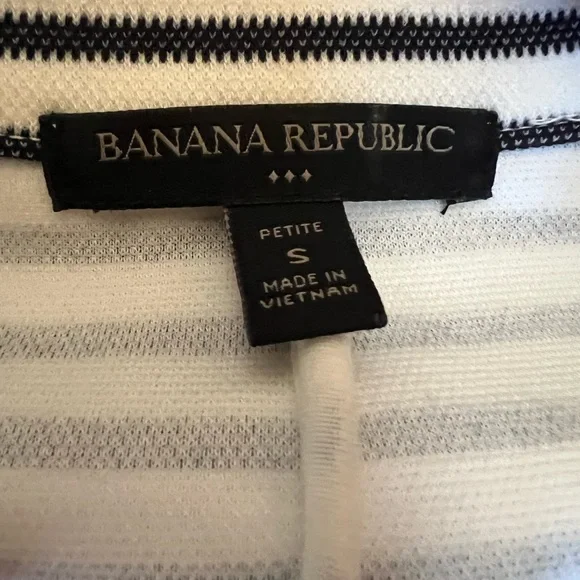 BANANA REPUBLIC
PETITE
S
MADE IN
VIETNAM